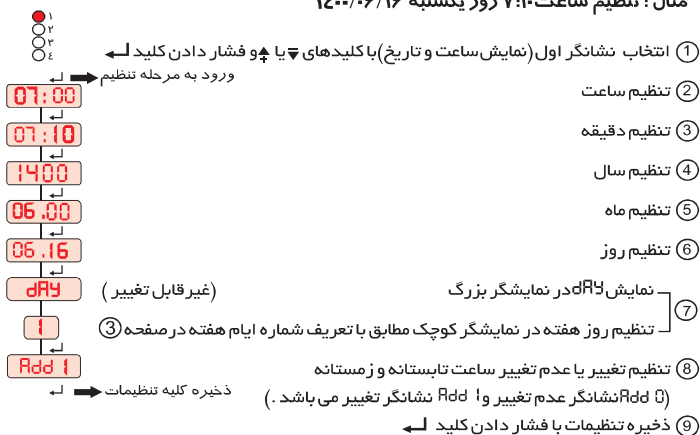 مثال : تنظیم ساعت ۷:۱۰ روز یکشنبه ۱۴۰۰/۰۶/۱۶
۱
۲
۳
٤
① انتخاب نشانگر اول(نمایش ساعت و تاریخ)با کلیدهای ▼ یا ▲ و فشار دادن کلید ↵
ورود به مرحله تنظیم
② تنظیم ساعت
07:00
③ تنظیم دقیقه
07:10
④ تنظیم سال
1400
⑤ تنظیم ماه
06.00
⑥ تنظیم روز
06.16
⑦ نمایش dAY در نمایشگر بزرگ (غیرقابل تغییر)
dAY
تنظیم روز هفته در نمایشگر کوچک مطابق با تعریف شماره ایام هفته درصفحه ③
1
⑧ تنظیم تغییر یا عدم تغییر ساعت تابستانه و زمستانه
Add 1
(Add 0 نشانگر عدم تغییر و Add 1 نشانگر تغییر می باشد .)
ذخیره کلیه تنظیمات
⑨ ذخیره تنظیمات با فشار دادن کلید ↵